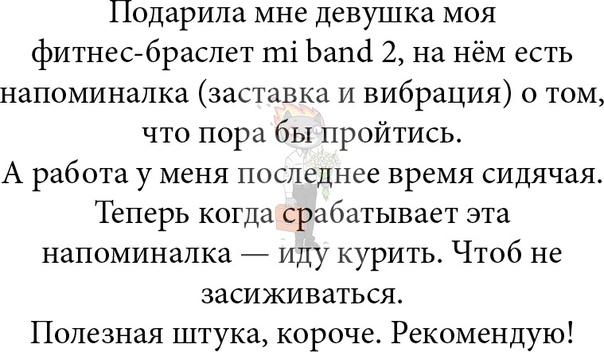 Подарила мне девушка моя
фитнес-браслет mi band 2, на нём есть
напоминалка (заставка и вибрация) о том,
что пора бы пройтись.
А работа у меня последнее время сидячая.
Теперь когда срабатывает эта
напоминалка — иду курить. Чтоб не
засиживаться.
Полезная штука, короче. Рекомендую!